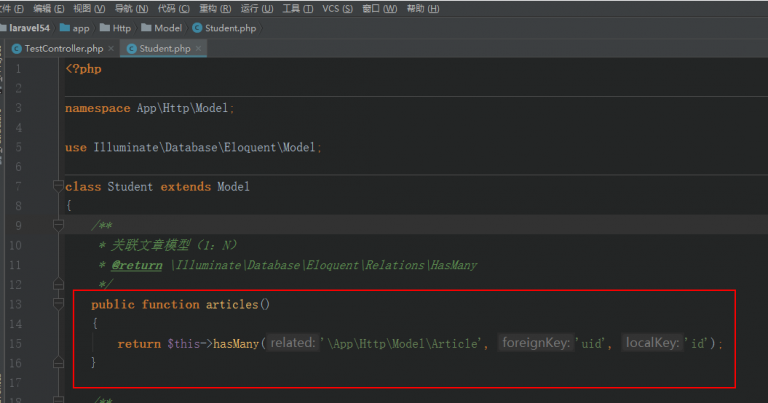 文件 (F) 编辑 (E) 视图 (V) 导航 (N) 代码 (C) 重构 (R) 运行 (U) 工具 (T) VCS (S) 窗口 (W) 帮助 (H)
laravel54 app Http Model Student.php
TestController.php × Student.php ×
1 <?php
2
3 namespace App\Http\Model;
4
5 use Illuminate\Database\Eloquent\Model;
6
7 class Student extends Model
8 {
9 /**
10 * 关联文章模型（1：N）
11 * @return \Illuminate\Database\Eloquent\Relations\HasMany
12 */
13 public function articles()
14 {
15 return $this->hasMany( related: '\App\Http\Model\Article', foreignKey: 'uid', localKey: 'id');
16 }
17
18 /**